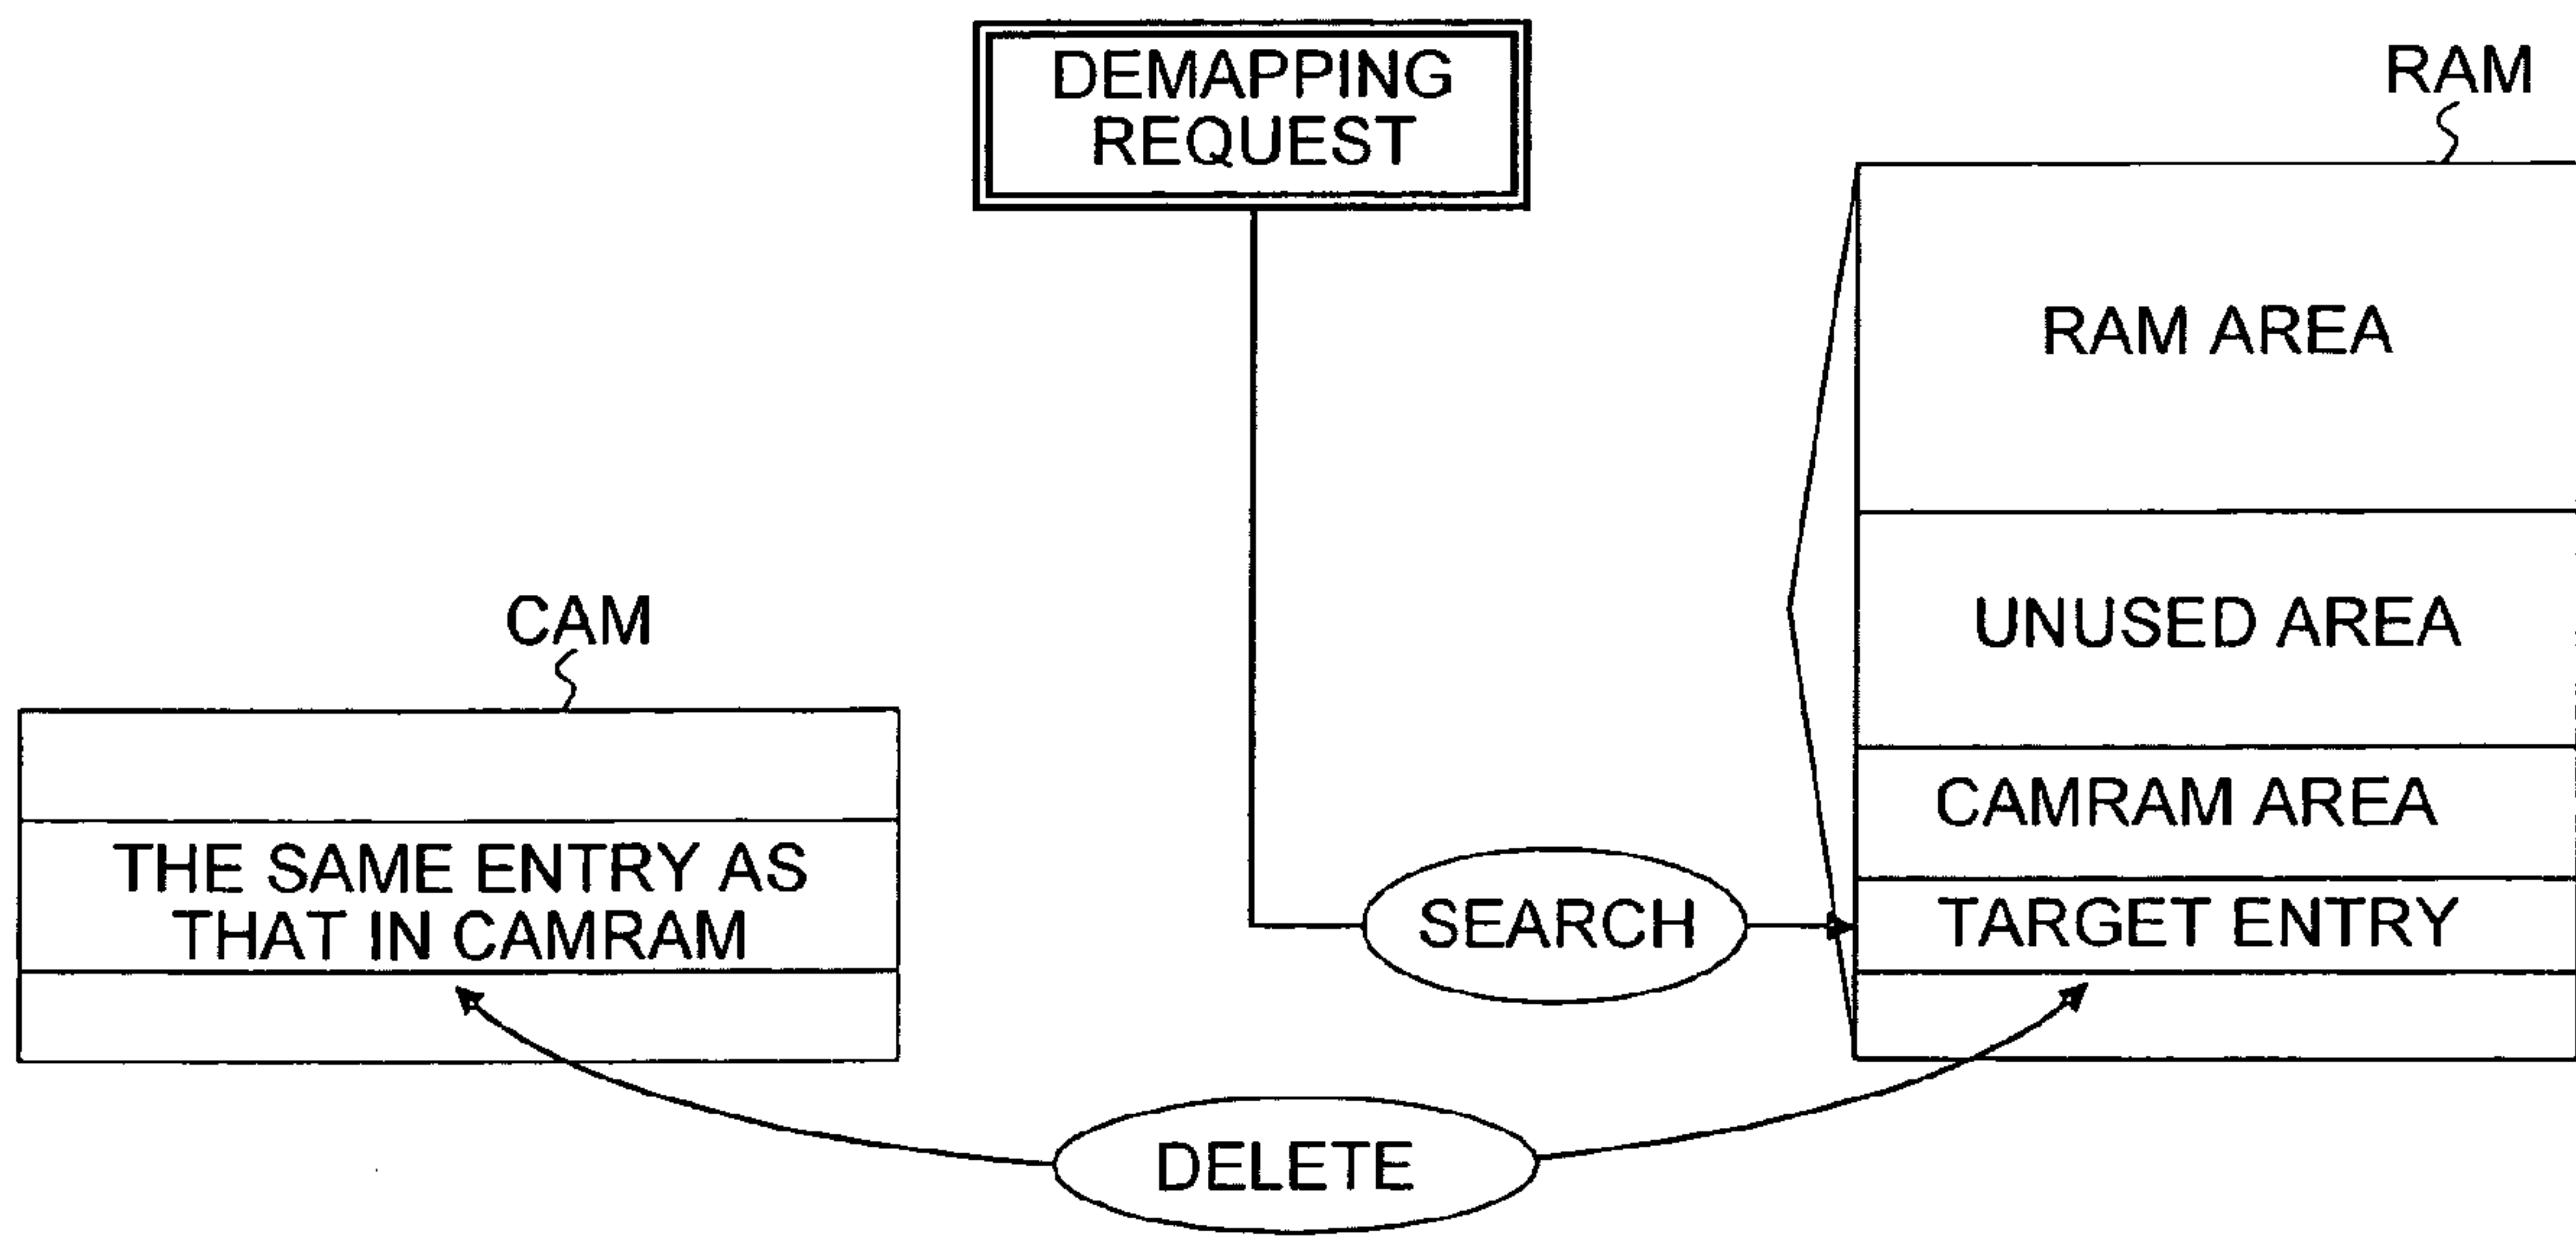 DEMAPPING
REQUEST
RAM
RAM AREA
UNUSED AREA
CAM
CAMRAM AREA
THE SAME ENTRY AS
THAT IN CAMRAM
SEARCH
TARGET ENTRY
DELETE